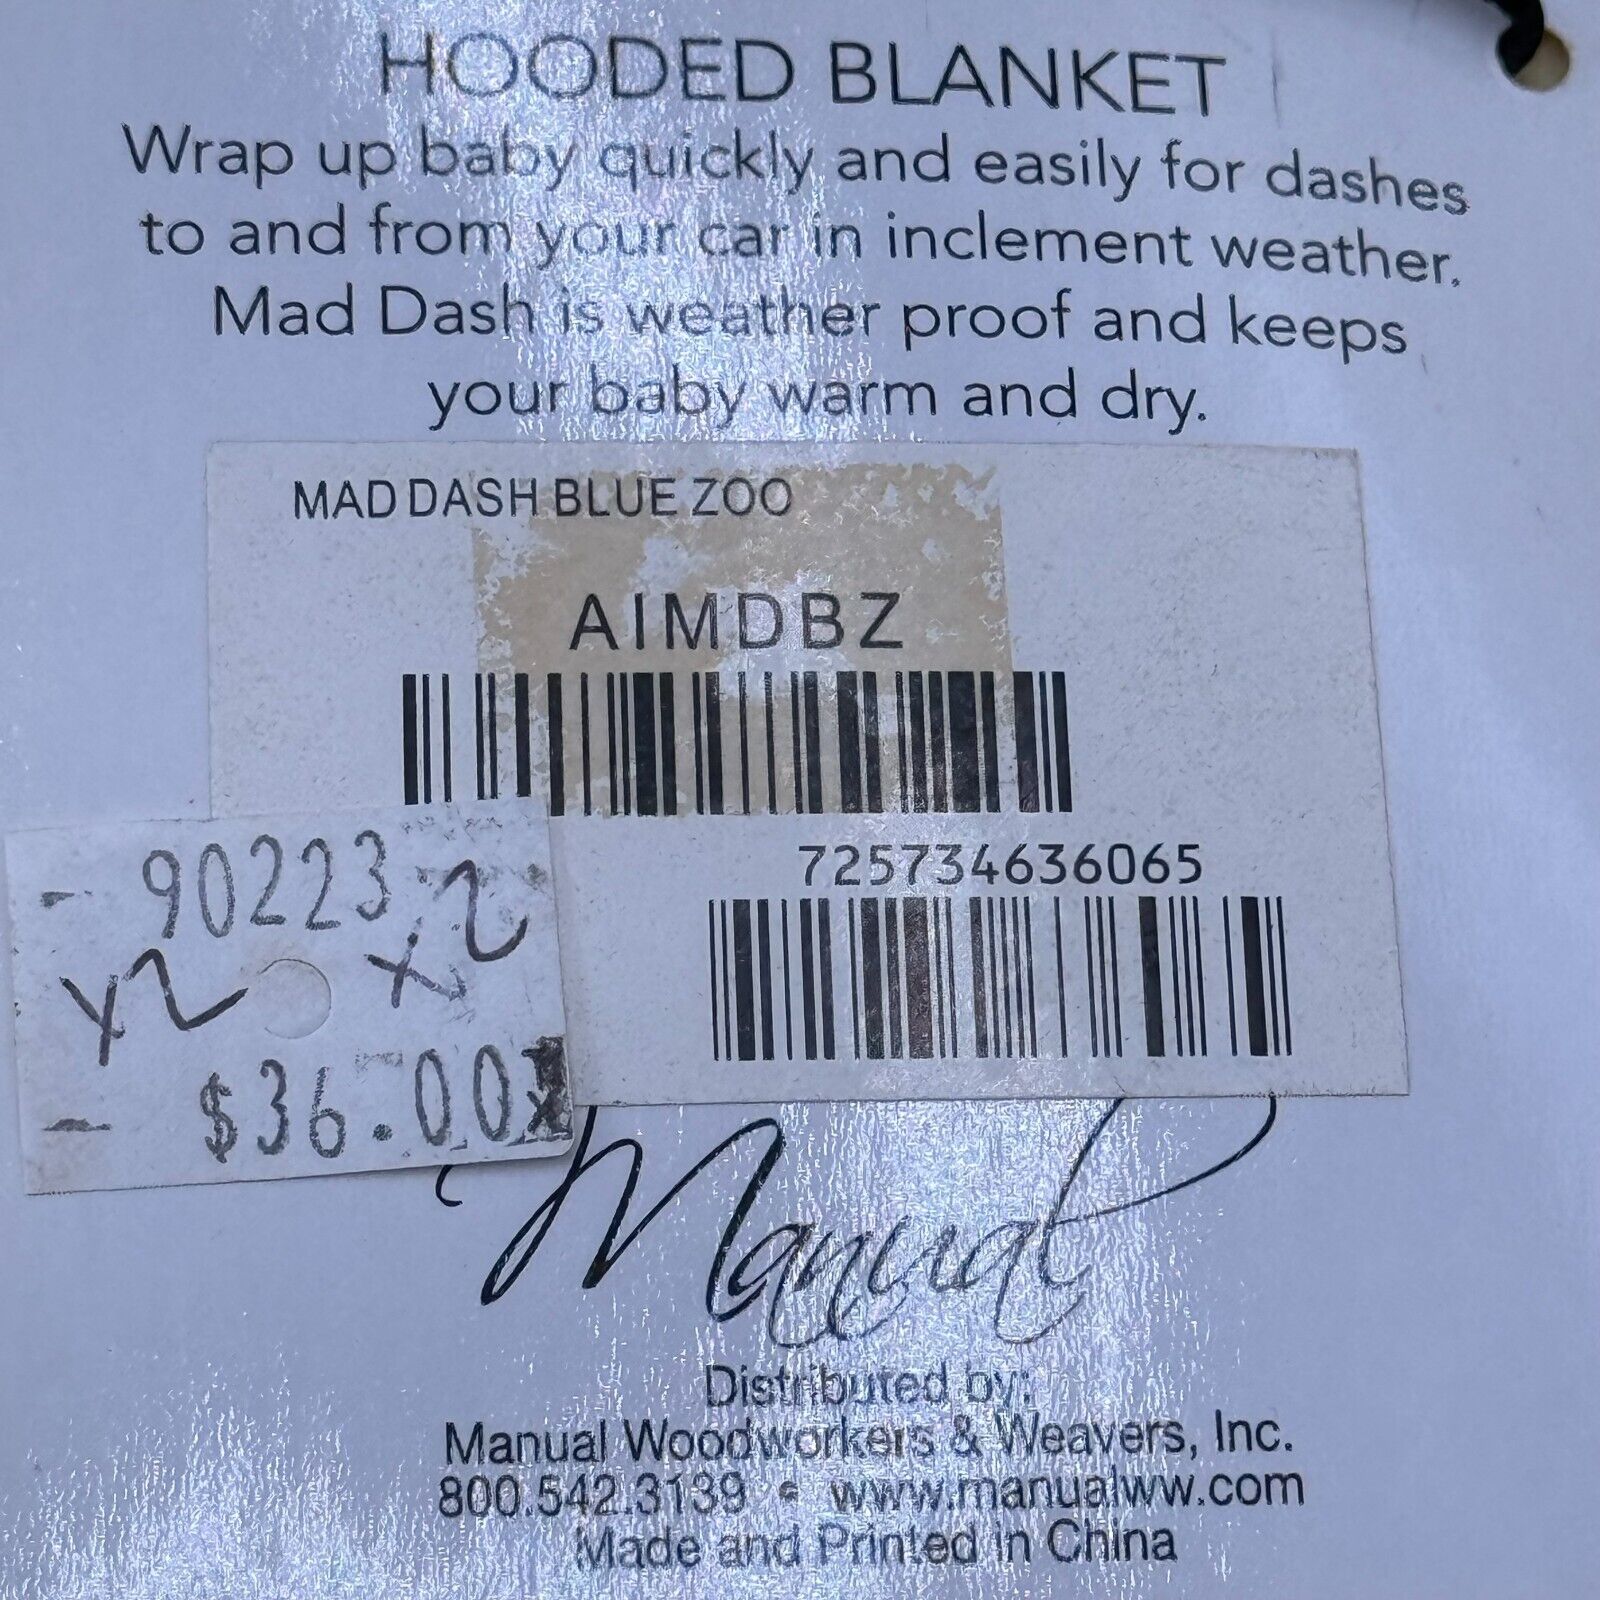 HOODED BLANKET
Wrap up baby quickly and easily for dashes
to and from your car in inclement weather.
Mad Dash is weather proof and keeps
your baby warm and dry.
MAD DASH BLUE ZOO
AIMDBZ
725734636065
- 90223
x2 x2
- $36.00
Manual
Distributed by:
Manual Woodworkers & Weavers, Inc.
800.542.3139 • www.manualww.com
Made and Printed in China